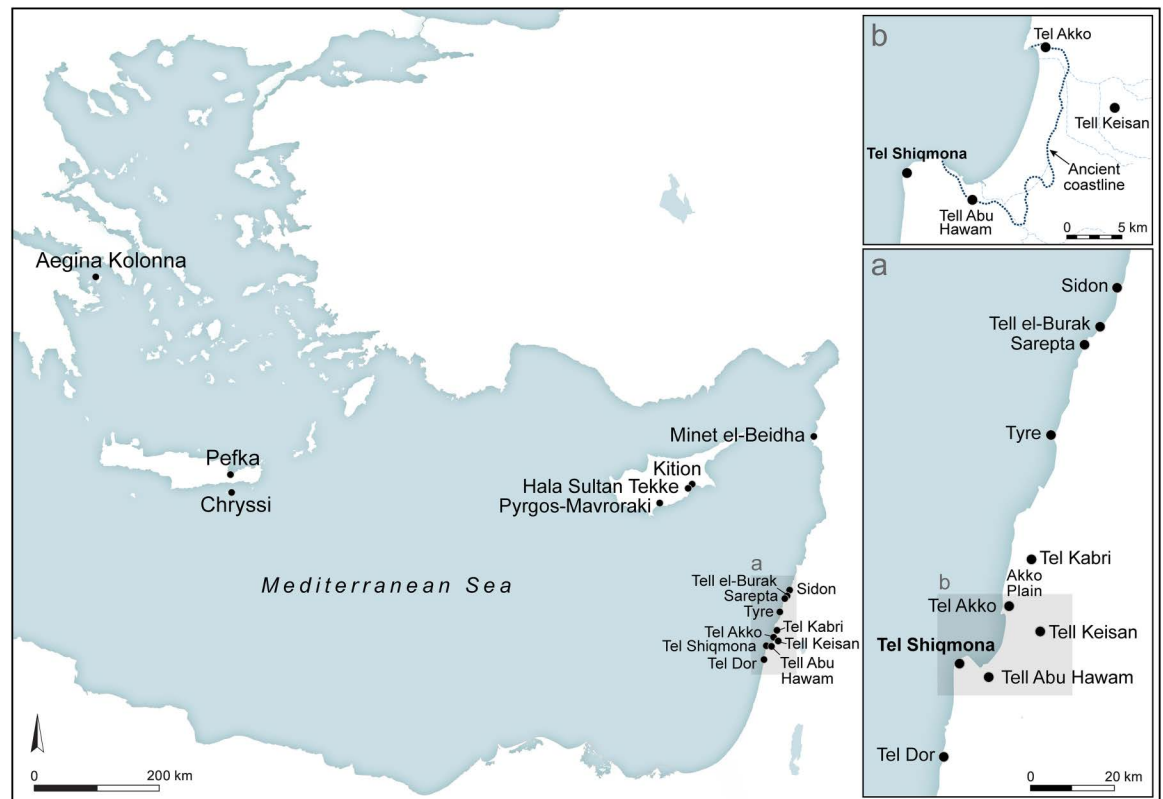 Aegina Kolonna
Pefka
Chryssi
Minet el-Beidha
Kition
Hala Sultan Tekke
Pyrgos-Mavroraki
Mediterranean Sea
a
Tell el-Burak
Sidon
Sarepta
Tyre
Tel Kabri
Tel Akko
Tell Keisan
Tel Shiqmona
Tel Dor
Tell Abu
Hawam
0 200 km
b
Tel Akko
Tell Keisan
Tel Shiqmona
Ancient
coastline
Tell Abu
Hawam
0 5 km
a
Sidon
Tell el-Burak
Sarepta
Tyre
Tel Kabri
Akko
Plain
b
Tel Akko
Tell Keisan
Tel Shiqmona
Tell Abu Hawam
Tel Dor
0 20 km